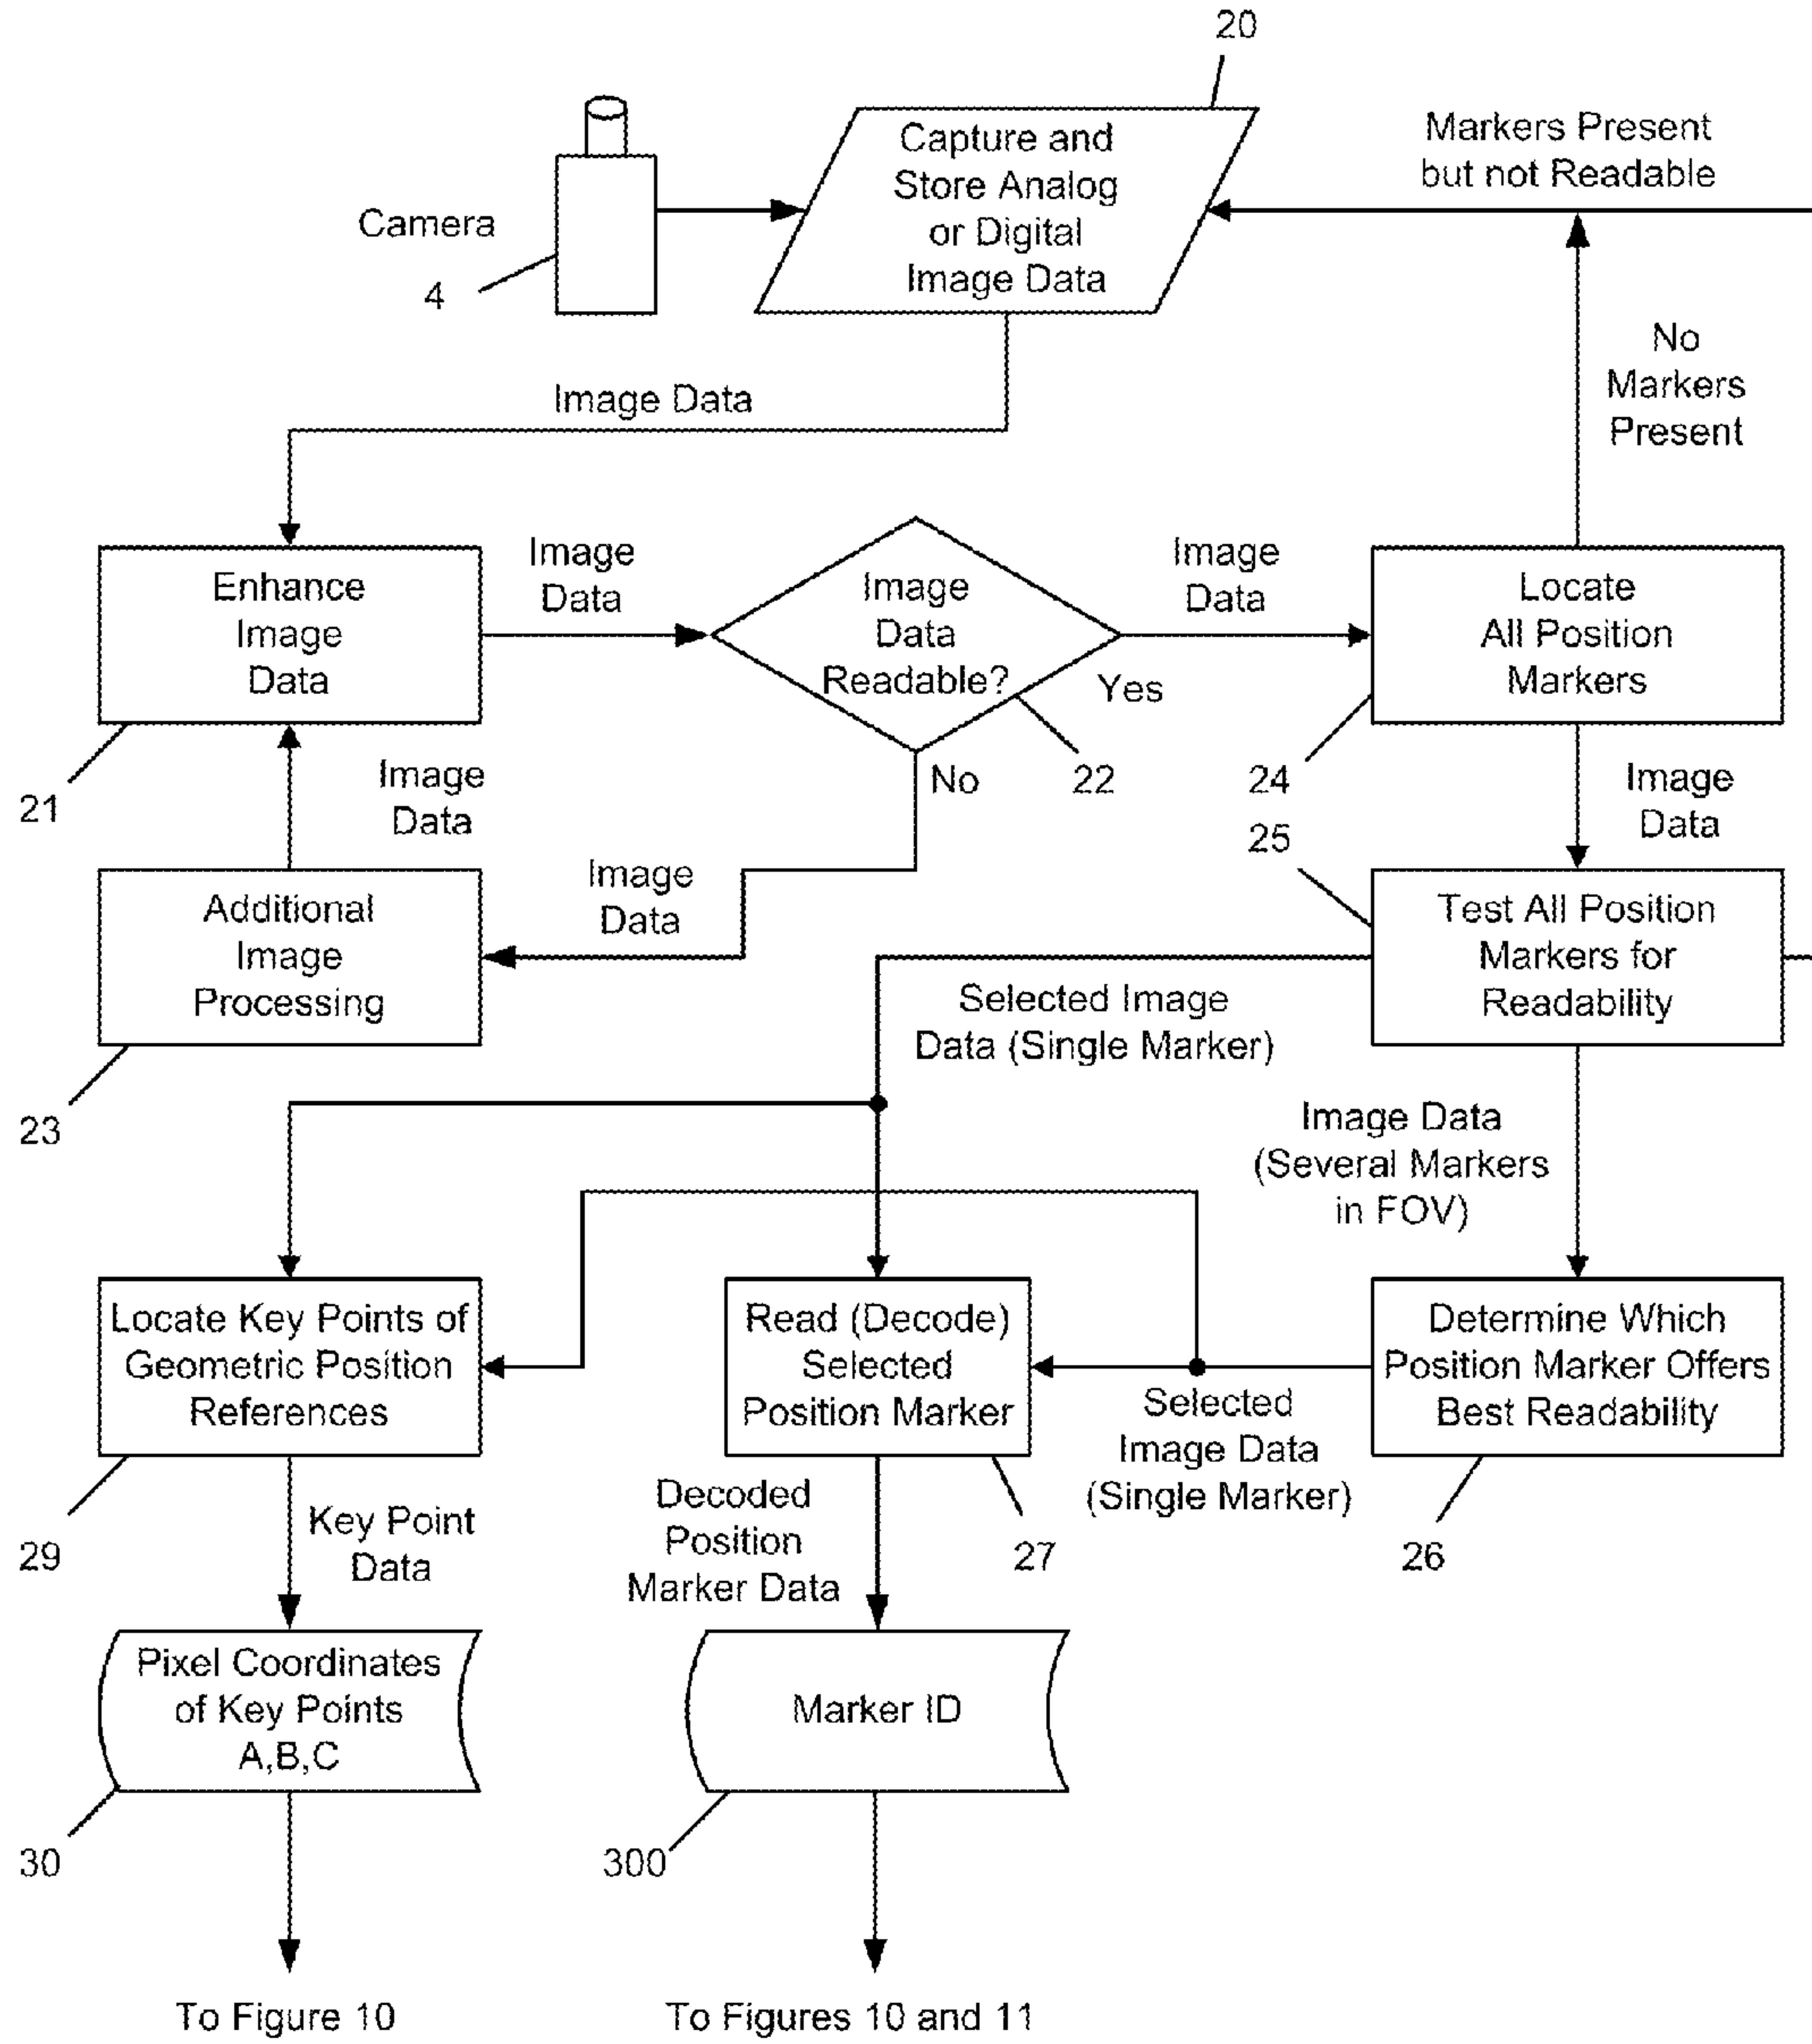 20
Capture and
Store Analog
or Digital
Image Data
Markers Present
but not Readable
Camera
4
No
Markers
Present
Image Data
Enhance
Image
Data
21
Image
Data
Image
Data
Readable?
22
Yes
No
Image
Data
Locate
All Position
Markers
24
Image
Data
Image
Data
Additional
Image
Processing
23
Image
Data
25
Test All Position
Markers for
Readability
Selected Image
Data (Single Marker)
Image Data
(Several Markers
in FOV)
Locate Key Points of
Geometric Position
References
29
Read (Decode)
Selected
Position Marker
27
Selected
Image Data
(Single Marker)
Determine Which
Position Marker Offers
Best Readability
26
Key Point
Data
Decoded
Position
Marker Data
Pixel Coordinates
of Key Points
A,B,C
30
Marker ID
300
To Figure 10
To Figures 10 and 11